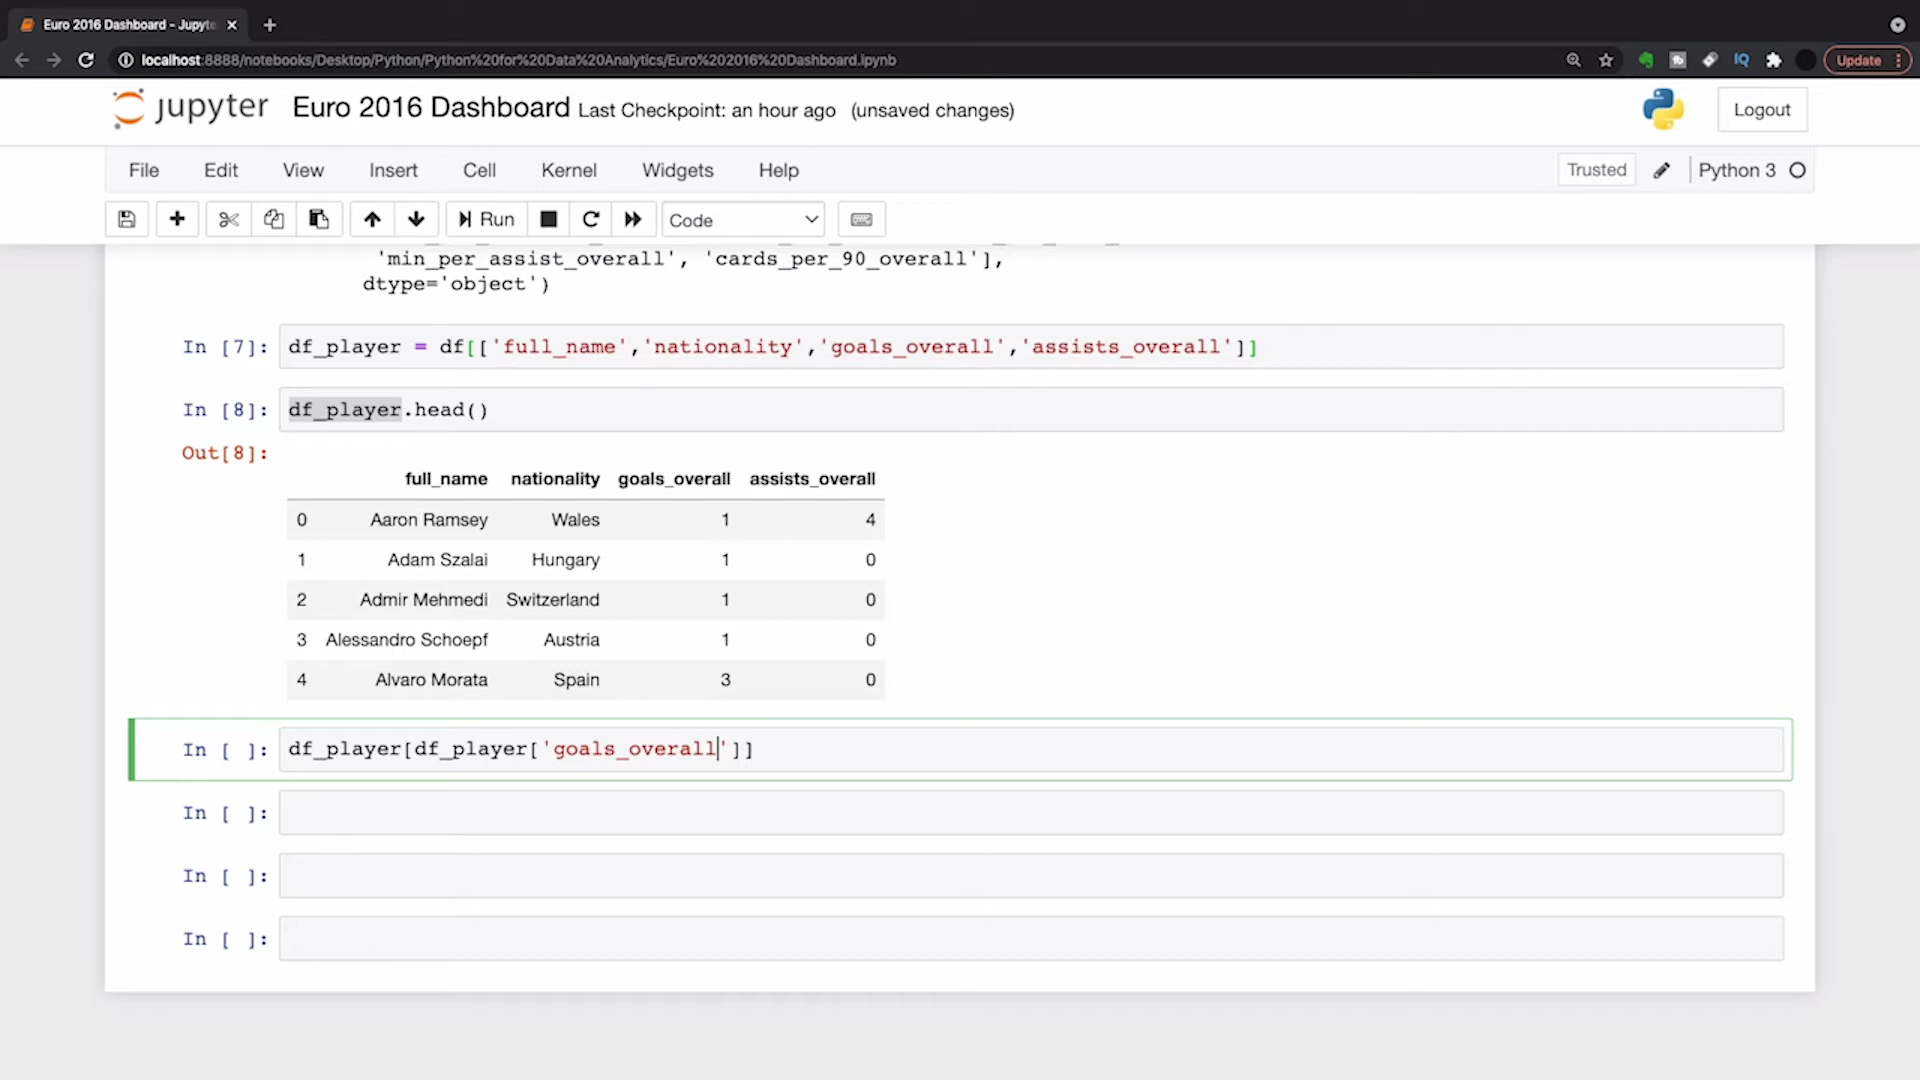 Euro 2016 Dashboard - Jupyte
localhost:8888/notebooks/Desktop/Python/Python%20for%20Data%20Analytics/Euro%202016%20Dashboard.ipynb
IQ
Update
jupyter Euro 2016 Dashboard Last Checkpoint: an hour ago (unsaved changes)
Logout
File Edit View Insert Cell Kernel Widgets Help
Trusted
Python 3
Run
Code
'min_per_assist_overall', 'cards_per_90_overall'],
dtype='object')
In [7]: df_player = df[['full_name','nationality','goals_overall','assists_overall']]
In [8]: df_player.head()
Out[8]:
full_name nationality goals_overall assists_overall
0 Aaron Ramsey Wales 1 4
1 Adam Szalai Hungary 1 0
2 Admir Mehmedi Switzerland 1 0
3 Alessandro Schoepf Austria 1 0
4 Alvaro Morata Spain 3 0
In [ ]: df_player[df_player['goals_overall']]
In [ ]:
In [ ]:
In [ ]: